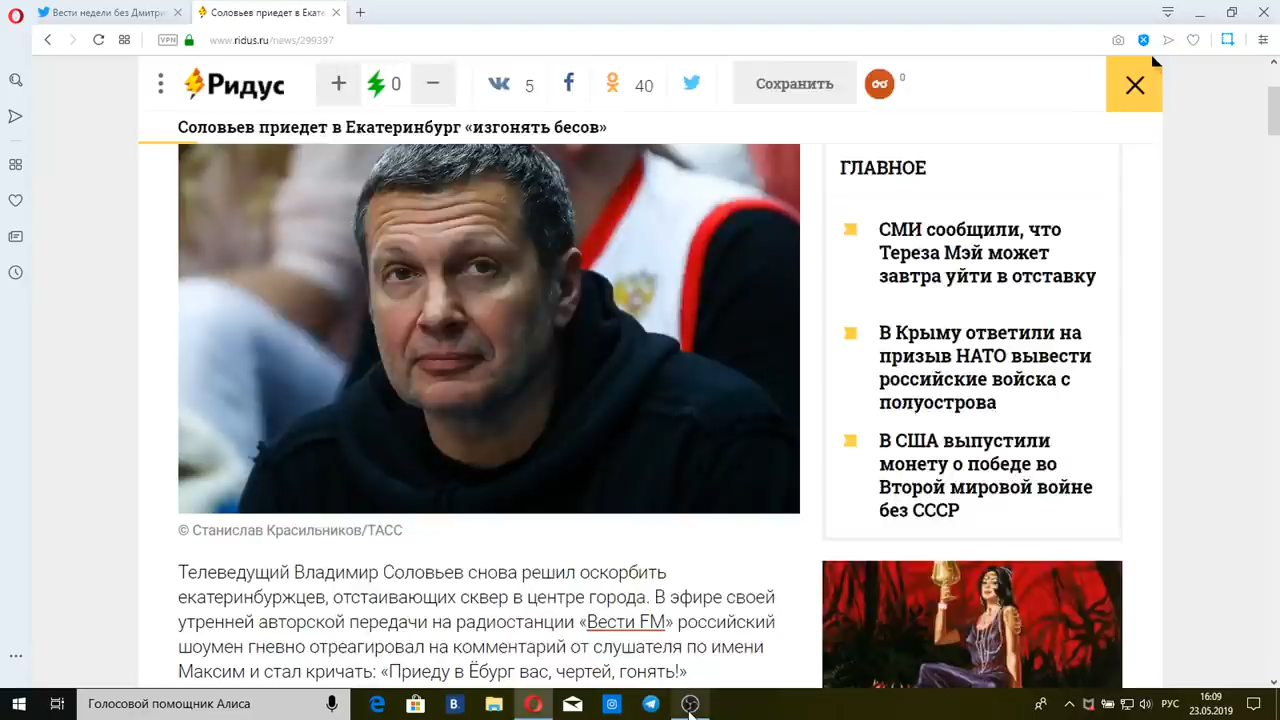 Вести недели без Дмитри
Соловьев приедет в Екате
VPN
www.ridus.ru/news/299397
Ридус
+
0
−
5
40
Сохранить
0
Соловьев приедет в Екатеринбург «изгонять бесов»
© Станислав Красильников/ТАСС
Телеведущий Владимир Соловьев снова решил оскорбить
екатеринбуркцев, отстаивающих сквер в центре города. В эфире своей
утренней авторской передачи на радиостанции «Вести FM» российский
шоумен гневно отреагировал на комментарий от слушателя по имени
Максим и стал кричать: «Приеду в Ёбург вас, чертей, гонять!»
ГЛАВНОЕ
СМИ сообщили, что
Тереза Мэй может
завтра уйти в отставку
В Крыму ответили на
призыв НАТО вывести
российские войска с
полуострова
В США выпустили
монету о победе во
Второй мировой войне
без СССР
Голосовой помощник Алиса
РУС
16:09
23.05.2019